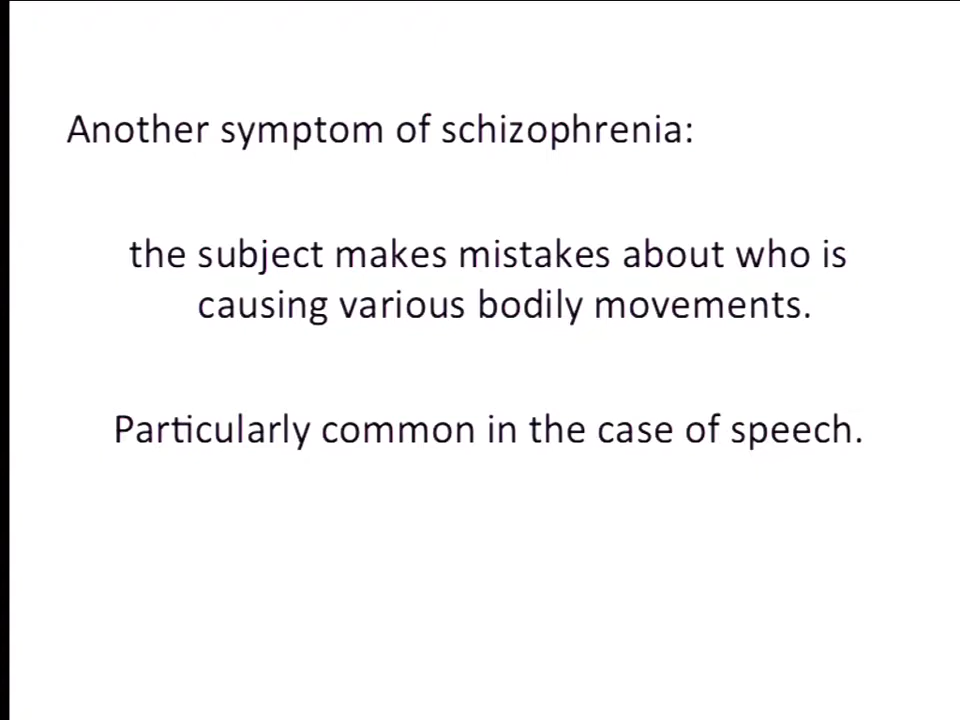 Another symptom of schizophrenia:
the subject makes mistakes about who is
causing various bodily movements.
Particularly common in the case of speech.